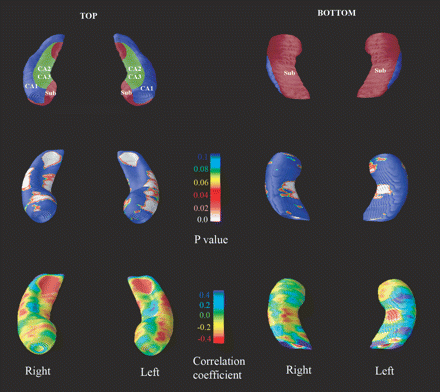 TOP
BOTTOM
CA2
CA3
CA1
Sub
CA2
CA3
CA1
Sub
Sub
Sub
0.1
0.08
0.06
0.04
0.02
0.0
P value
0.4
0.2
0.0
-0.2
-0.4
Right
Left
Correlation
coefficient
Right
Left